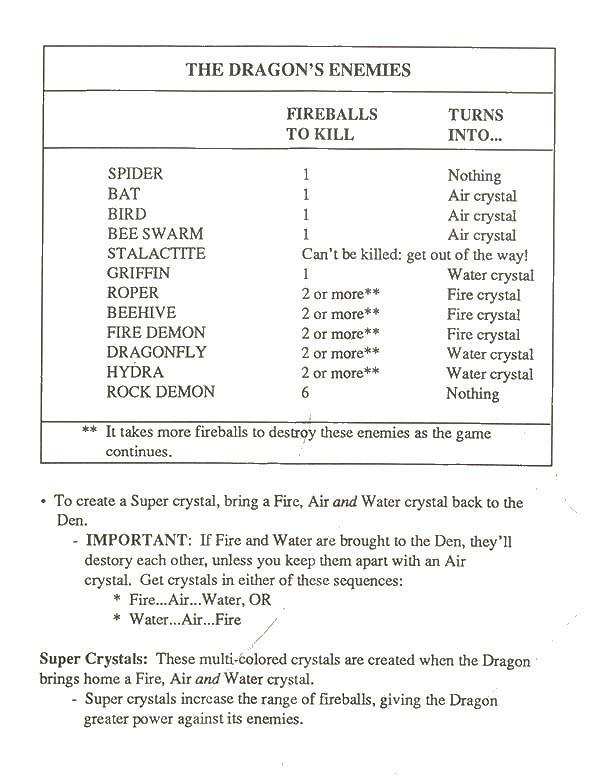 THE DRAGON'S ENEMIES
FIREBALLS TURNS
TO KILL INTO...
SPIDER 1 Nothing
BAT 1 Air crystal
BIRD 1 Air crystal
BEE SWARM 1 Air crystal
STALACTITE Can't be killed: get out of the way!
GRIFFIN 1 Water crystal
ROPER 2 or more** Fire crystal
BEEHIVE 2 or more** Fire crystal
FIRE DEMON 2 or more** Fire crystal
DRAGONFLY 2 or more** Water crystal
HYDRA 2 or more** Water crystal
ROCK DEMON 6 Nothing
** It takes more fireballs to destroy these enemies as the game
continues.
• To create a Super crystal, bring a Fire, Air and Water crystal back to the
Den.
- IMPORTANT: If Fire and Water are brought to the Den, they'll
destory each other, unless you keep them apart with an Air
crystal. Get crystals in either of these sequences:
* Fire...Air...Water, OR
* Water...Air...Fire
Super Crystals: These multi-colored crystals are created when the Dragon
brings home a Fire, Air and Water crystal.
- Super crystals increase the range of fireballs, giving the Dragon
greater power against its enemies.